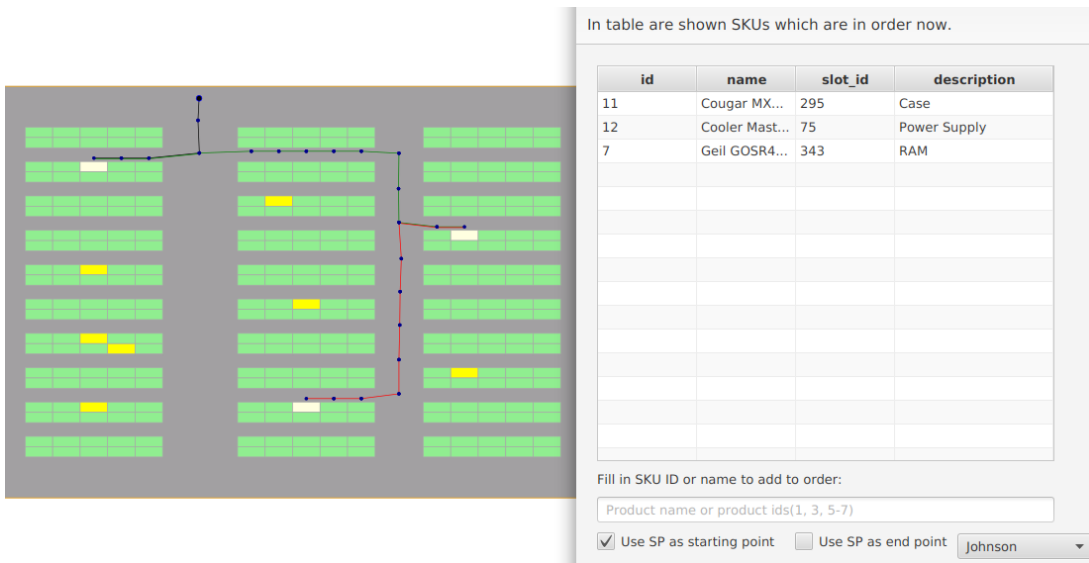 In table are shown SKUs which are in order now.
id name slot_id description
11 Cougar MX... 295 Case
12 Cooler Mast... 75 Power Supply
7 Geil GOSR4... 343 RAM
Fill in SKU ID or name to add to order:
Product name or product ids(1, 3, 5-7)
Use SP as starting point Use SP as end point Johnson